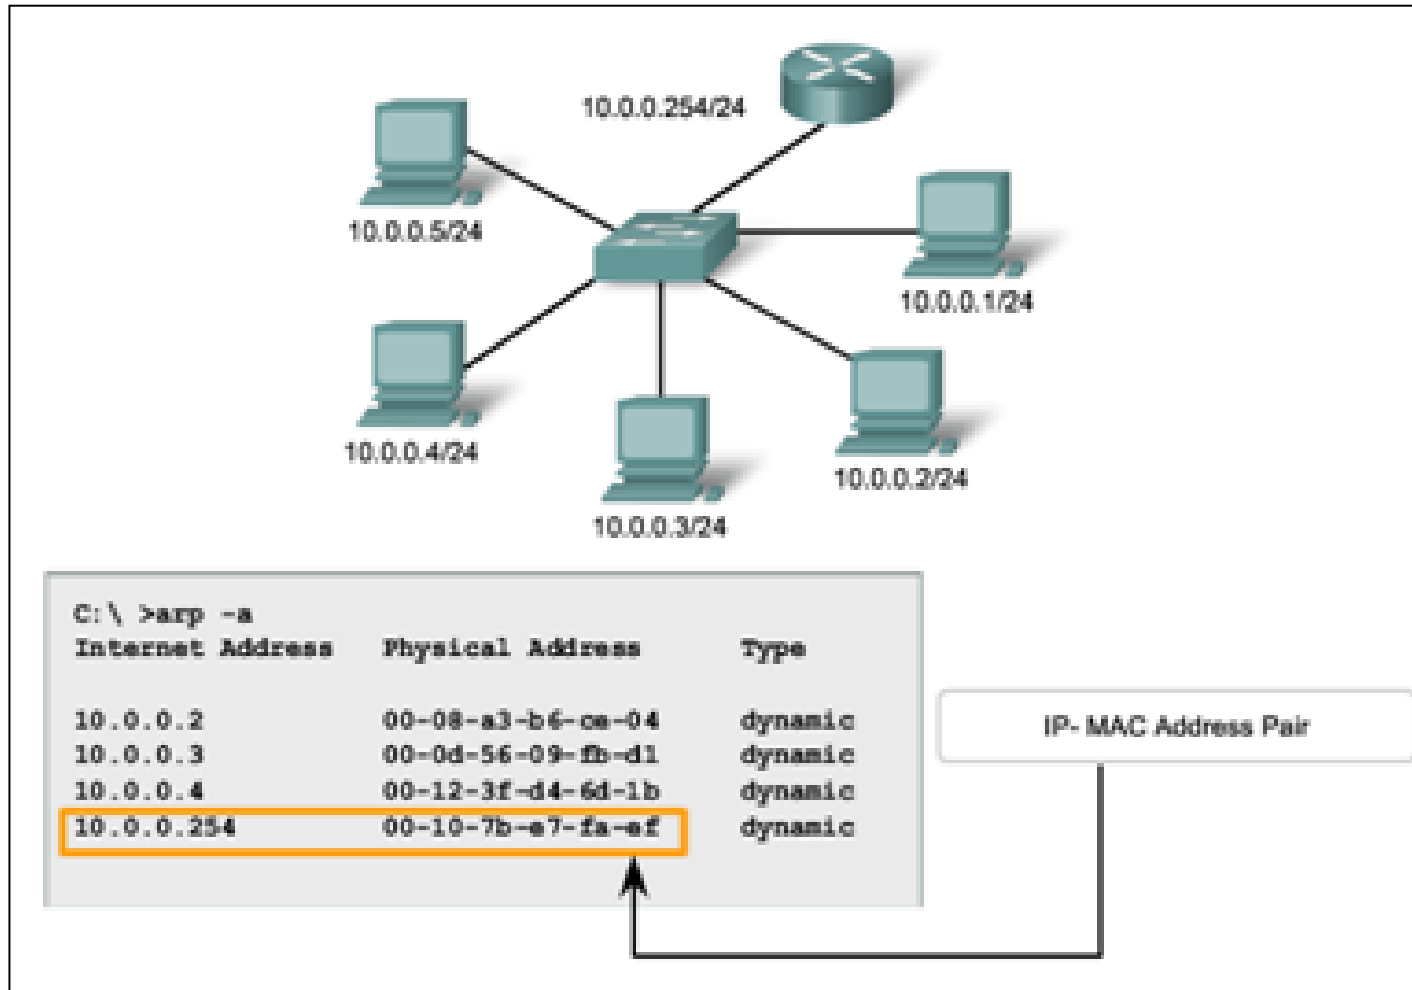 10.0.0.254/24
10.0.0.5/24
10.0.0.1/24
10.0.0.4/24
10.0.0.2/24
10.0.0.3/24
C:\ >arp -a
Internet Address Physical Address Type
10.0.0.2 00-08-a3-b6-ce-04 dynamic
10.0.0.3 00-0d-56-09-fb-d1 dynamic
10.0.0.4 00-12-3f-d4-6d-1b dynamic
10.0.0.254 00-10-7b-e7-fa-ef dynamic
IP- MAC Address Pair